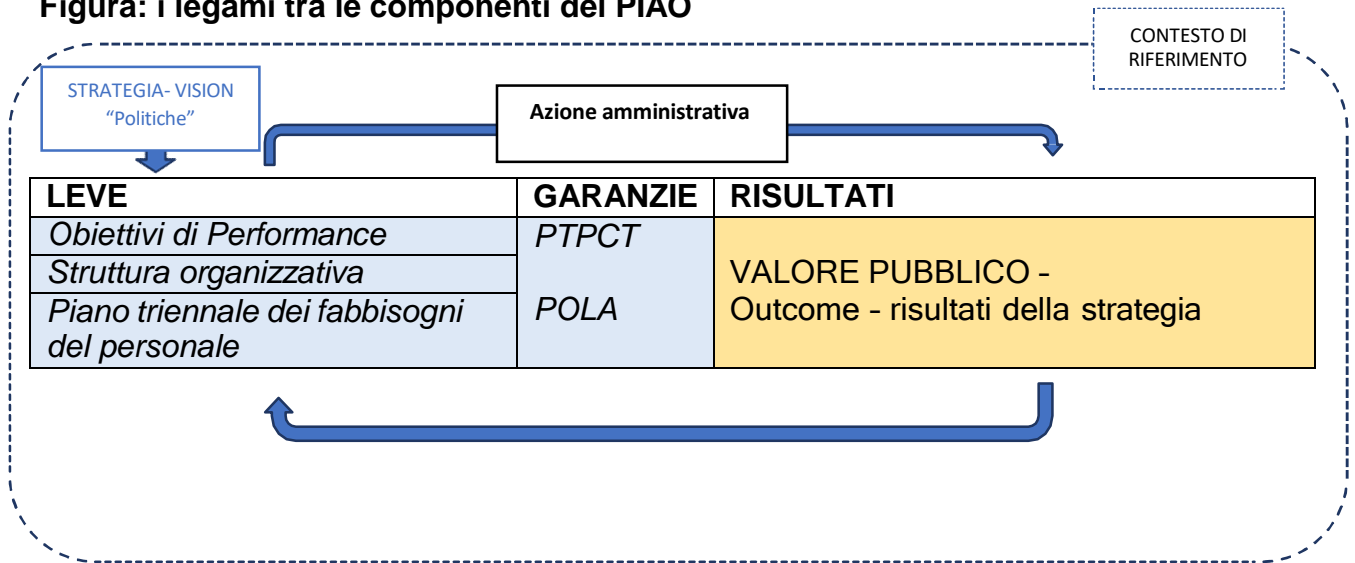 Figura: i legami tra le componenti del PIAO
CONTESTO DI
RIFERIMENTO
STRATEGIA- VISION
“Politiche”
Azione amministrativa
LEVE GARANZIE RISULTATI
Obiettivi di Performance PTPCT
Struttura organizzativa VALORE PUBBLICO -
Piano triennale dei fabbisogni POLA Outcome - risultati della strategia
del personale